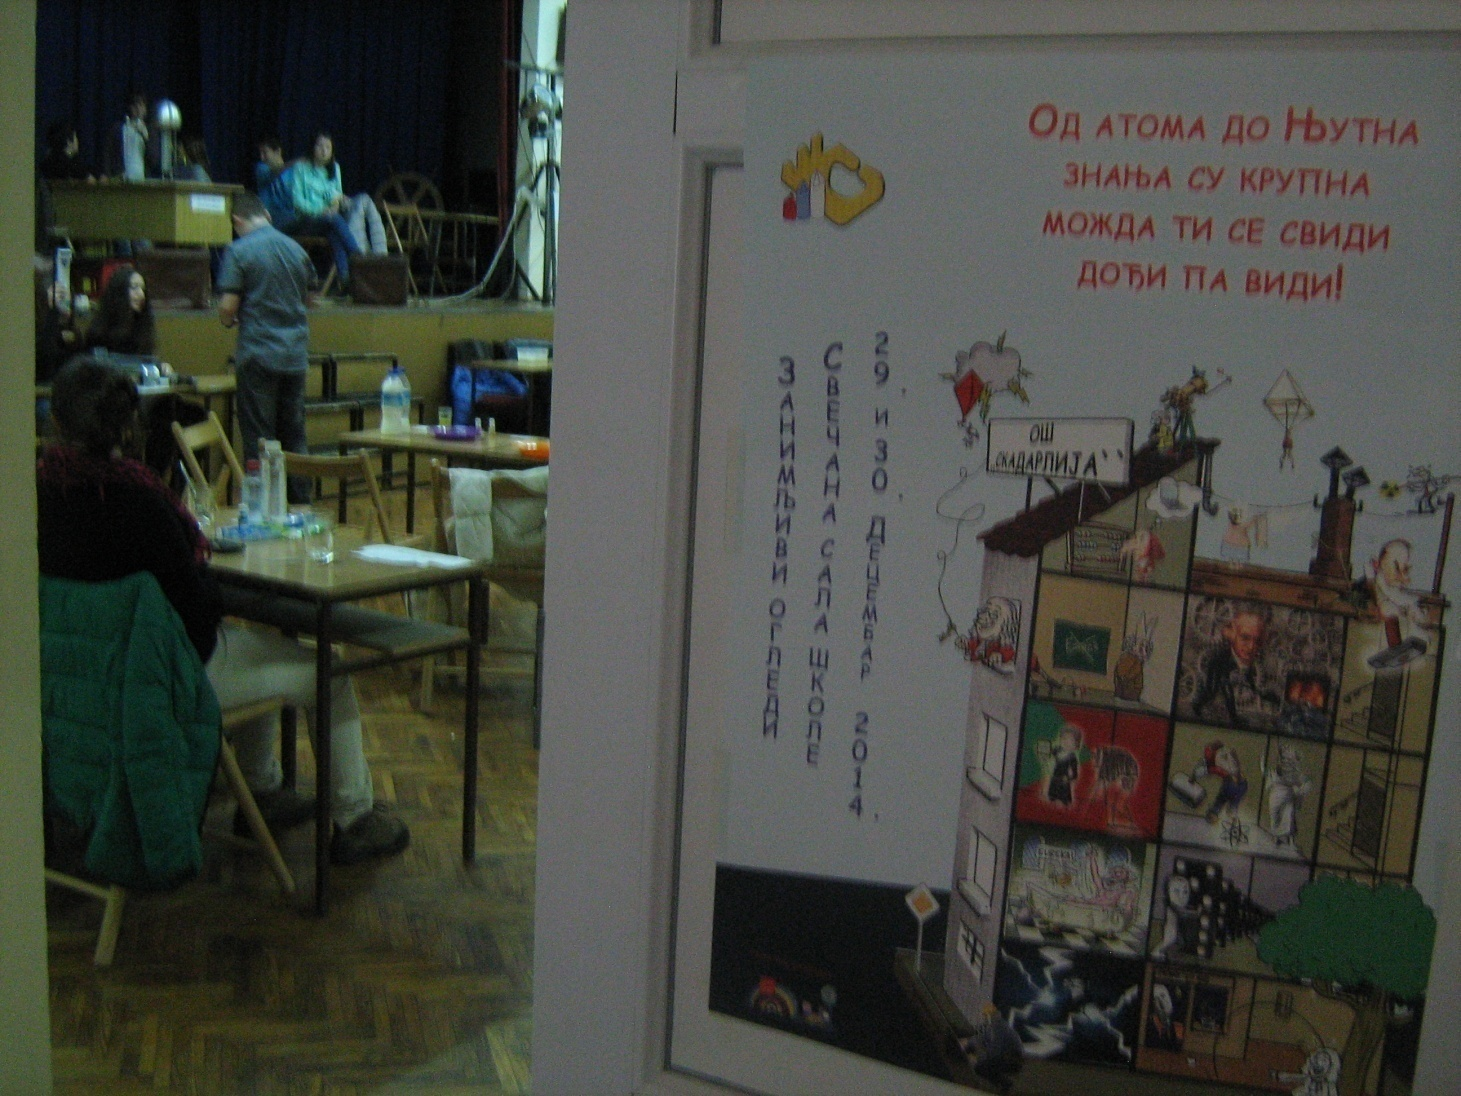 Од атома до Њутна
знања су крупна
можда ти се свиди
дођи па види!
29. и 30. децембар 2014.
Свечана сала школе
Занимљиви огледи
ОШ
„СКАДАРЛИЈА“